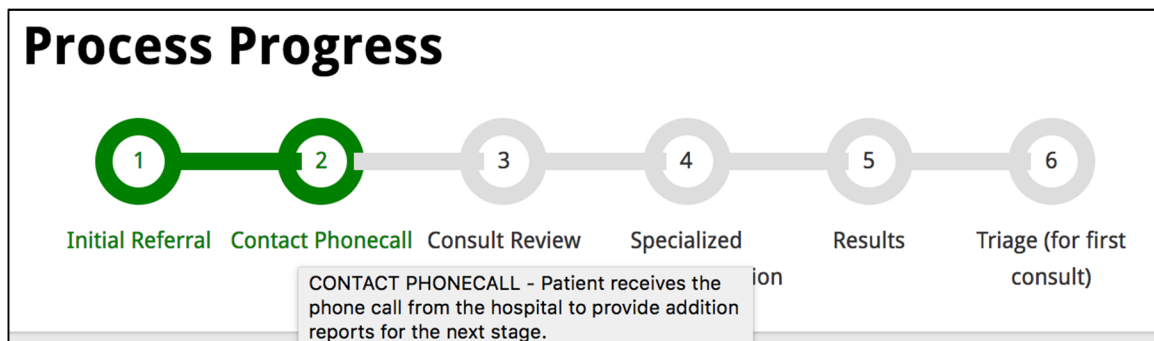 Process Progress
1 2 3 4 5 6
Initial Referral Contact Phonecall Consult Review Specialized Results Triage (for first
ion consult)
CONTACT PHONECALL - Patient receives the
phone call from the hospital to provide addition
reports for the next stage.